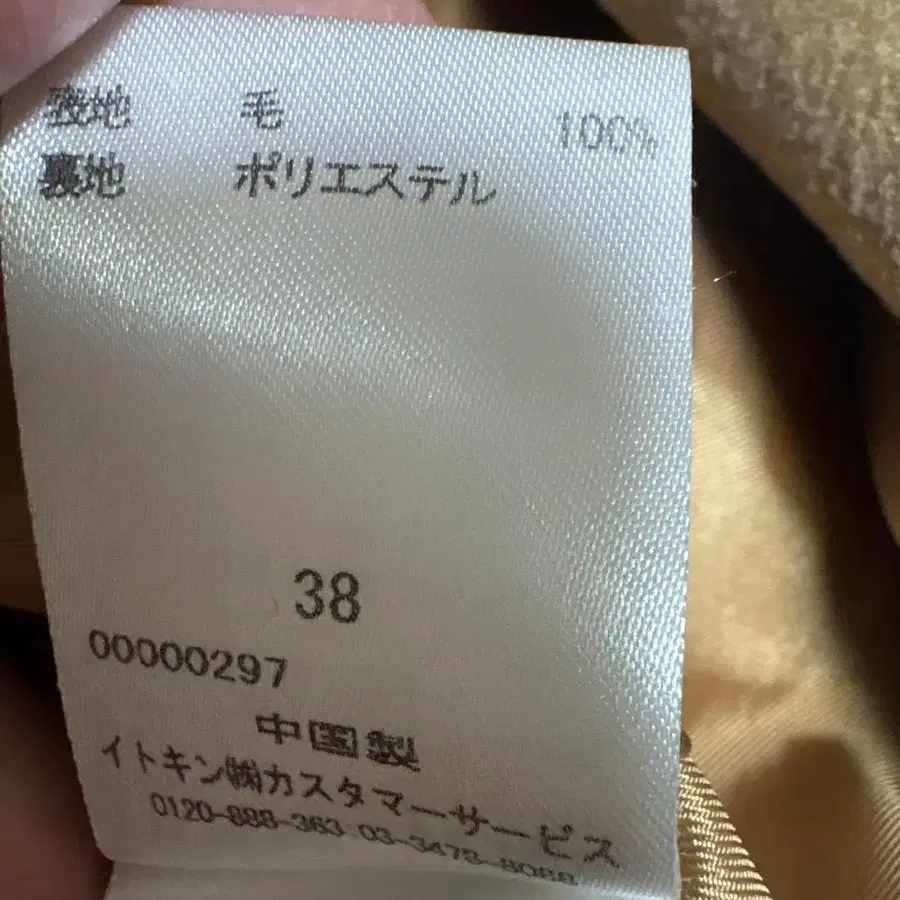 表地 毛 100%
裏地 ポリエステル
38
00000297
中国製
イトキン㈱カスタマーサービス
0120-888-363 03-3478-8088